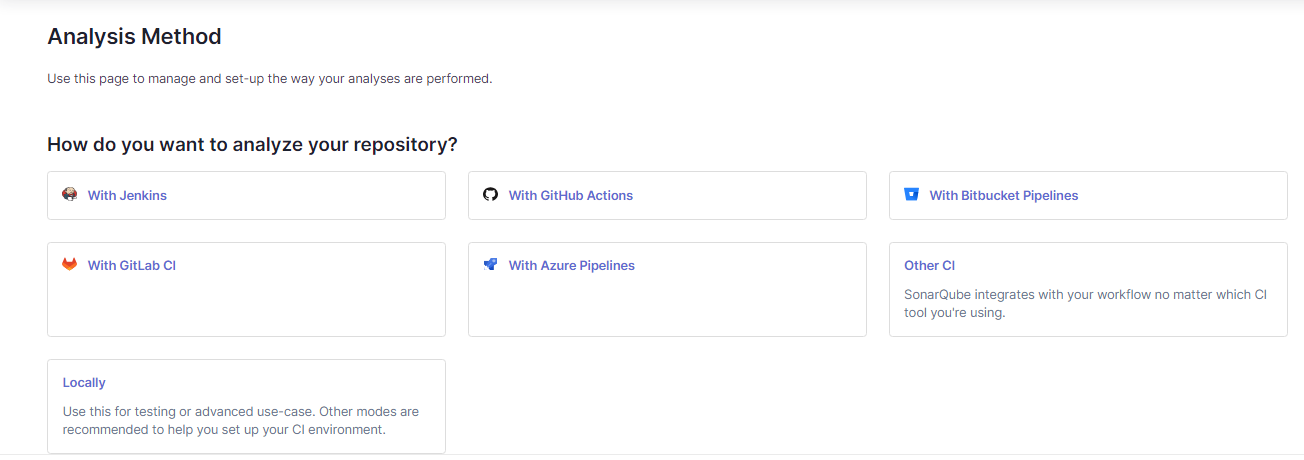 Analysis Method
Use this page to manage and set-up the way your analyses are performed.
How do you want to analyze your repository?
With Jenkins
With GitHub Actions
With Bitbucket Pipelines
With GitLab CI
With Azure Pipelines
Other CI
SonarQube integrates with your workflow no matter which CI
tool you're using.
Locally
Use this for testing or advanced use-case. Other modes are
recommended to help you set up your CI environment.